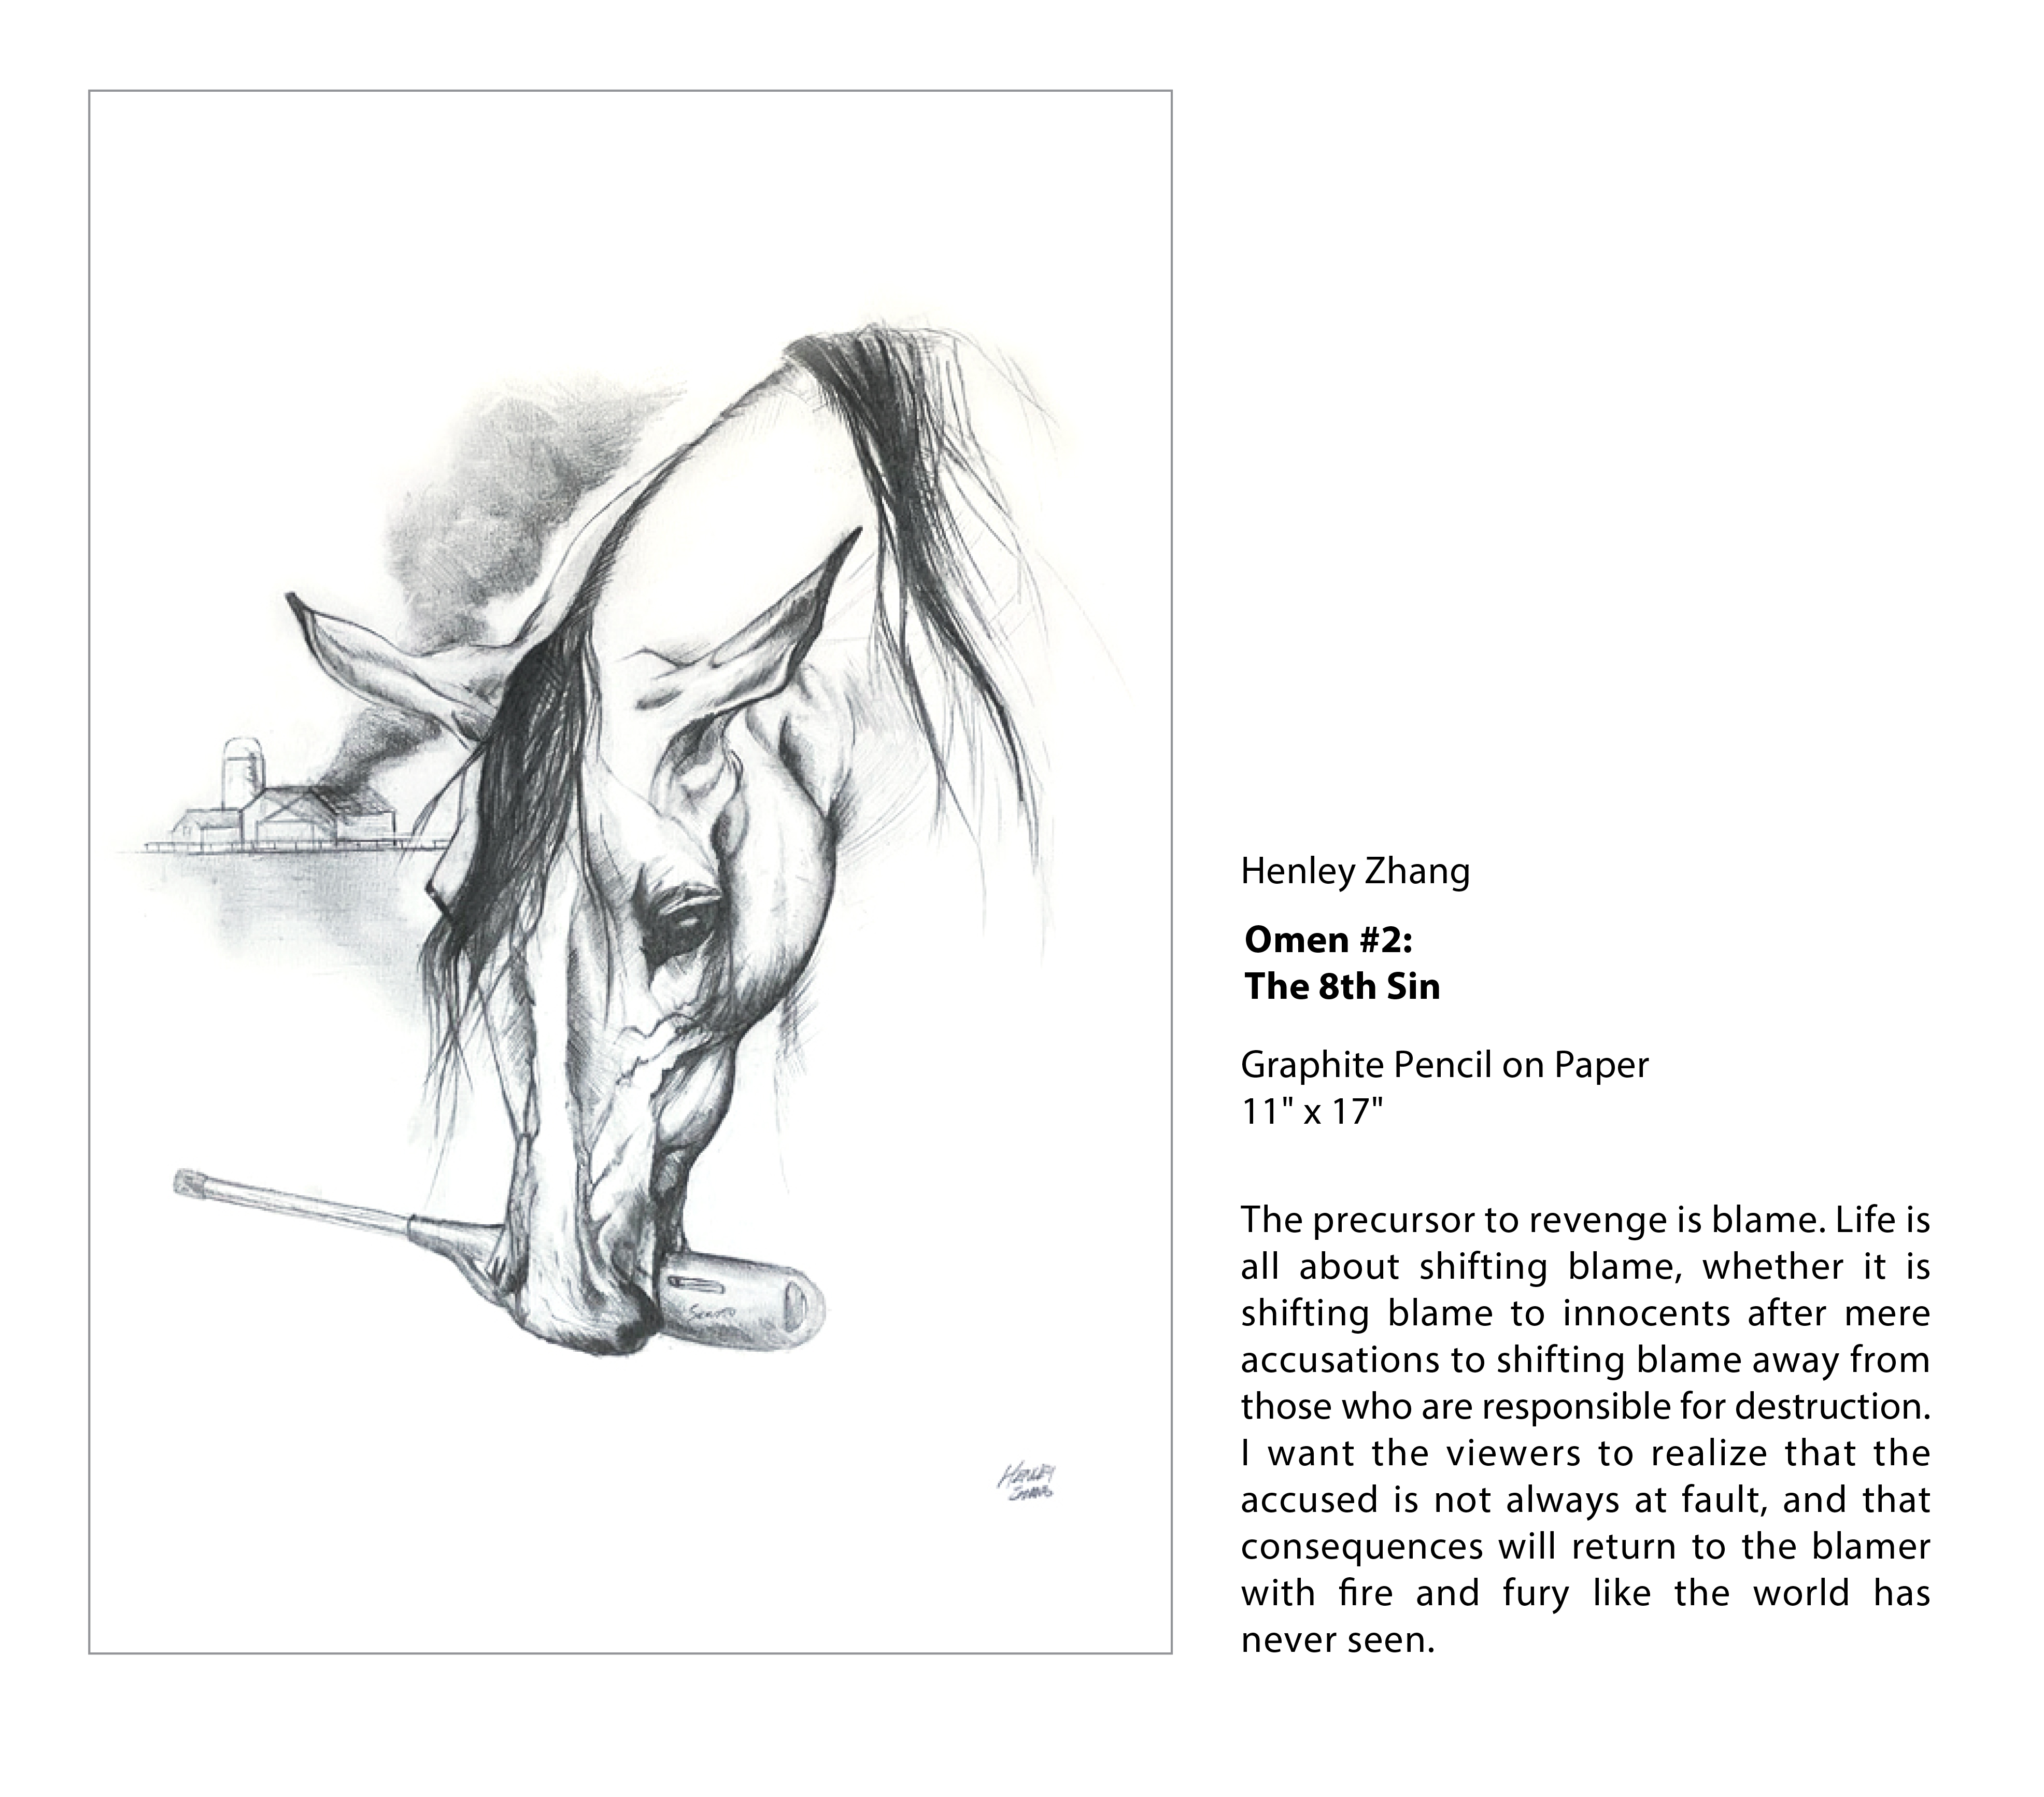 Henley Zhang
Omen #2:
The 8th Sin
Graphite Pencil on Paper
11" x 17"
The precursor to revenge is blame. Life is
all about shifting blame, whether it is
shifting blame to innocents after mere
accusations to shifting blame away from
those who are responsible for destruction.
I want the viewers to realize that the
accused is not always at fault, and that
consequences will return to the blamer
with fire and fury like the world has
never seen.
HENLEY